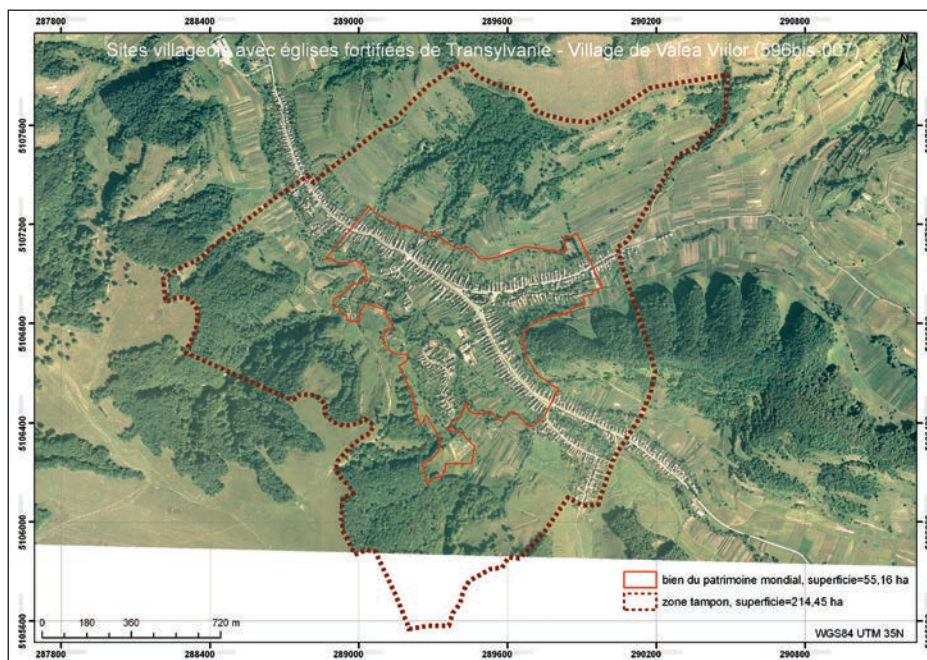 287800 288400 289000 289600 290200 290800
Sites villageois avec églises fortifiées de Transylvanie - Village de Valea Viilor (596bis-007)
N
5107600
5107200
5106800
5106400
5106000
5105600
bien du patrimoine mondial, superficie=55,16 ha
zone tampon, superficie=214,45 ha
0 180 360 720 m
WGS84 UTM 35N
287800 288400 289000 289600 290200 290800